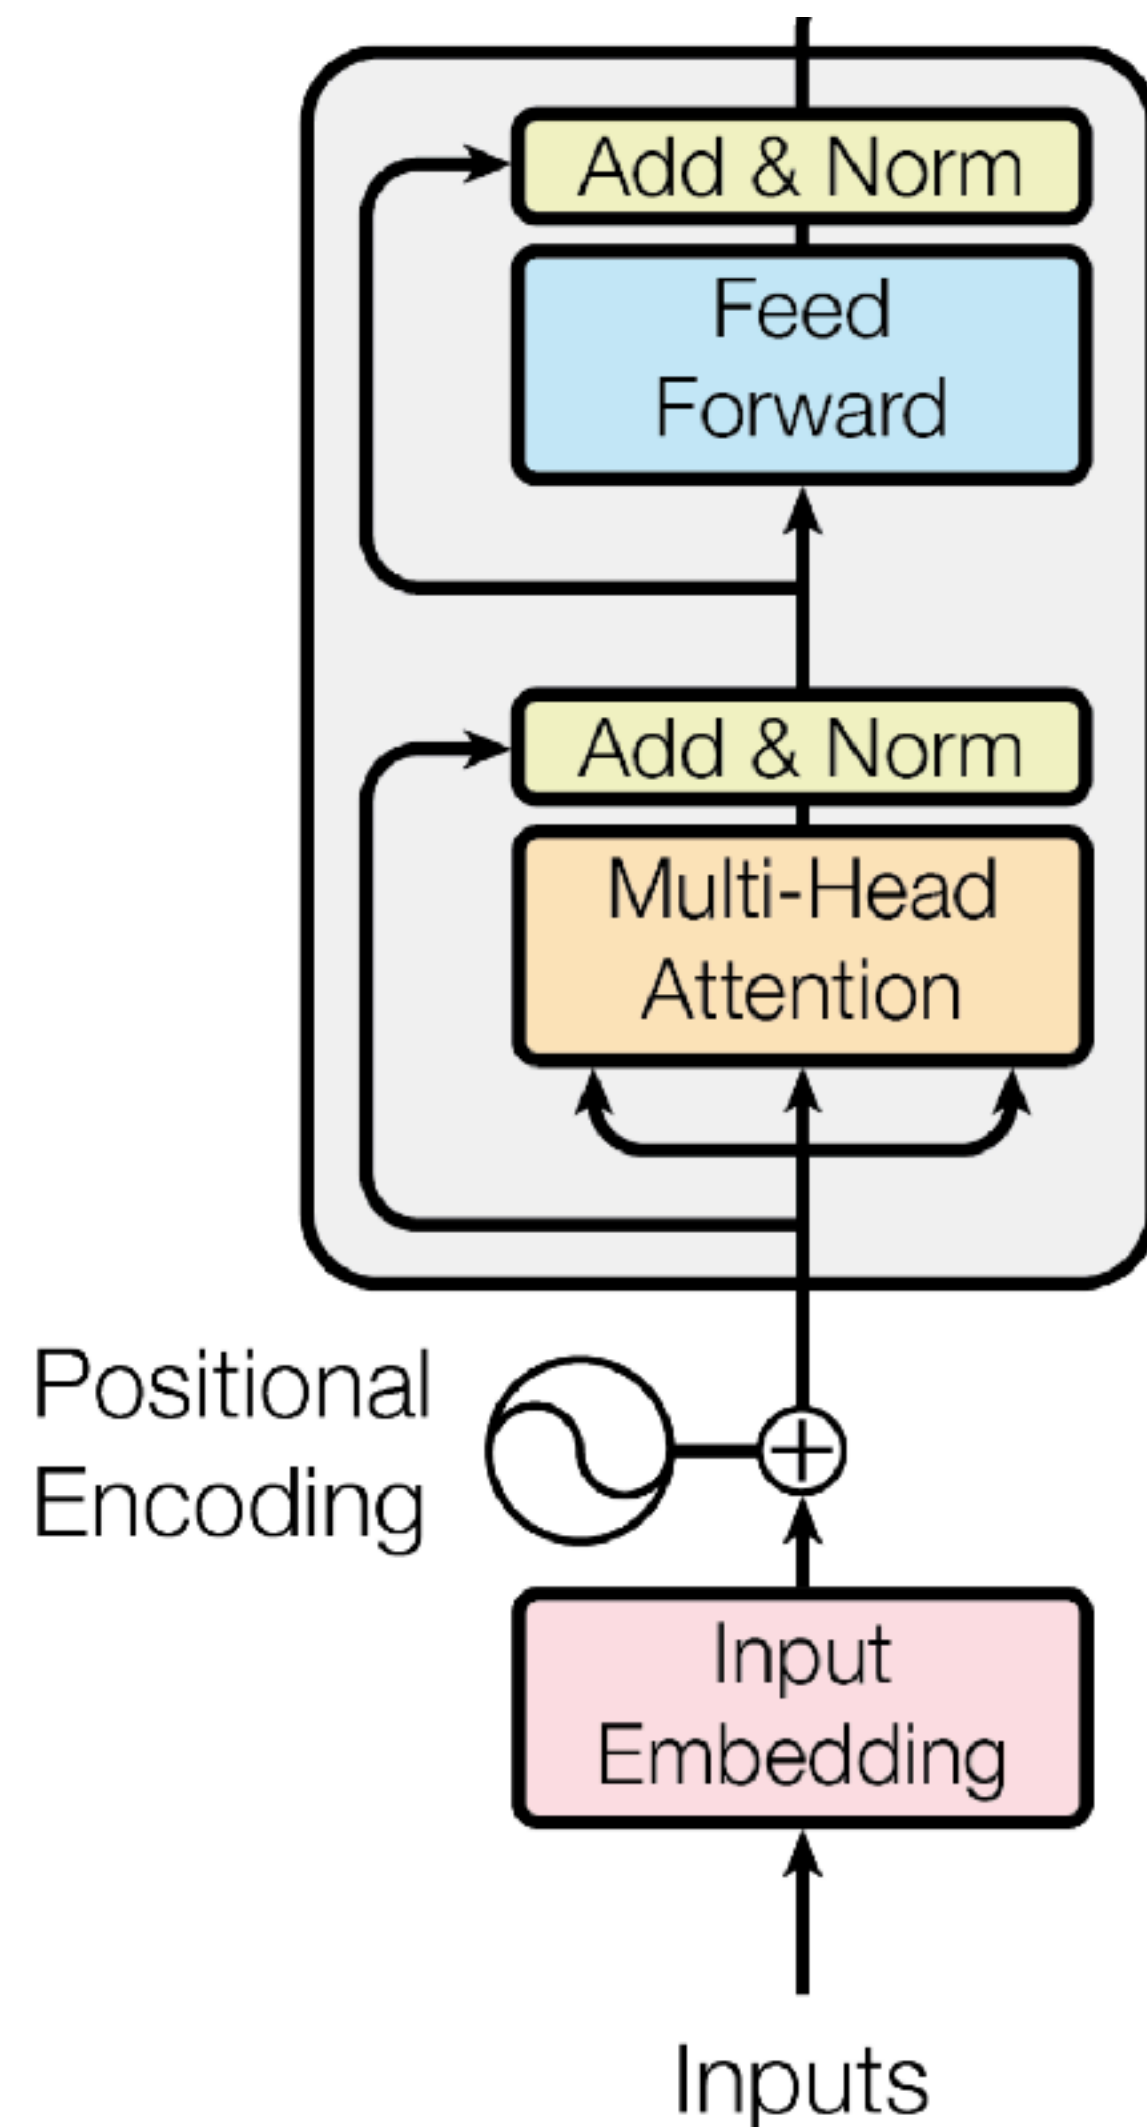 Add & Norm
Feed
Forward
Add & Norm
Multi-Head
Attention
Positional
Encoding
Input
Embedding
Inputs